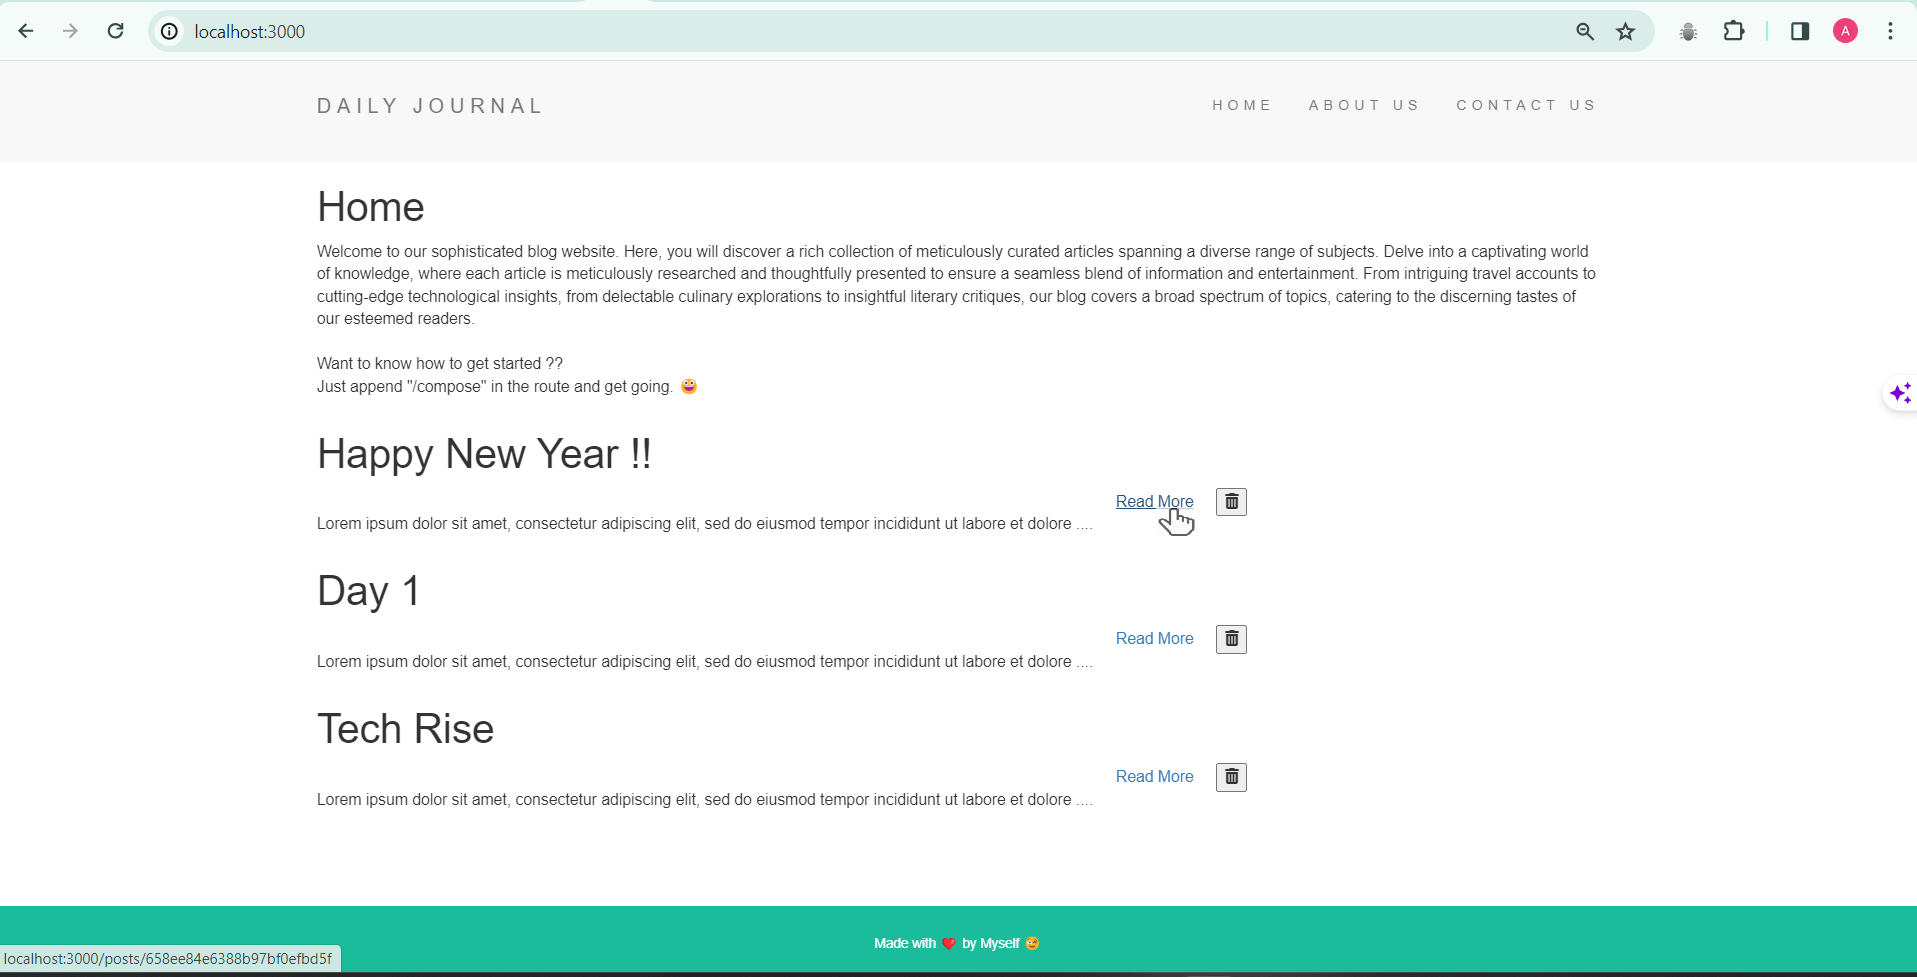 localhost:3000
A
DAILY JOURNAL
HOME ABOUT US CONTACT US
Home
Welcome to our sophisticated blog website. Here, you will discover a rich collection of meticulously curated articles spanning a diverse range of subjects. Delve into a captivating world
of knowledge, where each article is meticulously researched and thoughtfully presented to ensure a seamless blend of information and entertainment. From intriguing travel accounts to
cutting-edge technological insights, from delectable culinary explorations to insightful literary critiques, our blog covers a broad spectrum of topics, catering to the discerning tastes of
our esteemed readers.
Want to know how to get started ??
Just append "/compose" in the route and get going. 😀
Happy New Year !!
Read More
Lorem ipsum dolor sit amet, consectetur adipiscing elit, sed do eiusmod tempor incididunt ut labore et dolore ....
Day 1
Read More
Lorem ipsum dolor sit amet, consectetur adipiscing elit, sed do eiusmod tempor incididunt ut labore et dolore ....
Tech Rise
Read More
Lorem ipsum dolor sit amet, consectetur adipiscing elit, sed do eiusmod tempor incididunt ut labore et dolore ....
Made with ❤️ by Myself 😉
localhost:3000/posts/658ee84e6388b97bf0efbd5f